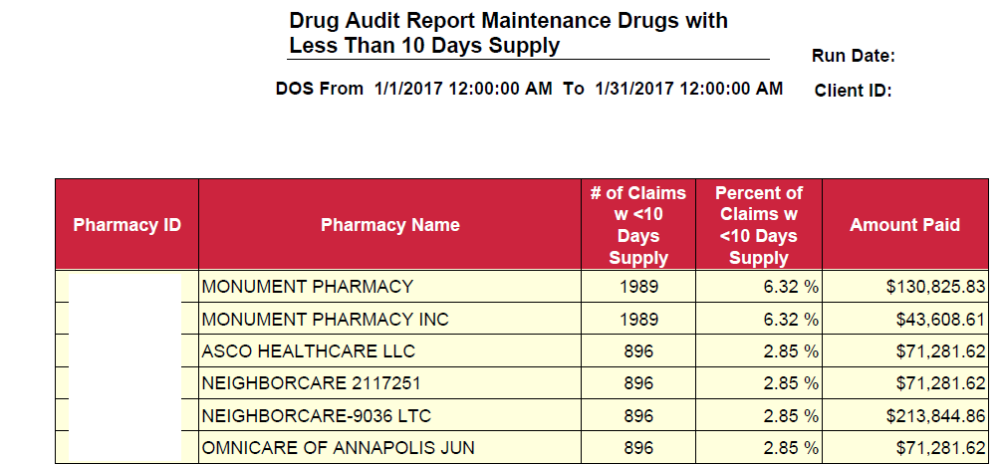 Drug Audit Report Maintenance Drugs with
Less Than 10 Days Supply
Run Date:
DOS From 1/1/2017 12:00:00 AM To 1/31/2017 12:00:00 AM
Client ID:
Pharmacy ID Pharmacy Name # of Claims w <10 Days Supply Percent of Claims w <10 Days Supply Amount Paid
MONUMENT PHARMACY 1989 6.32 % $130,825.83
MONUMENT PHARMACY INC 1989 6.32 % $43,608.61
ASCO HEALTHCARE LLC 896 2.85 % $71,281.62
NEIGHBORCARE 2117251 896 2.85 % $71,281.62
NEIGHBORCARE-9036 LTC 896 2.85 % $213,844.86
OMNICARE OF ANNAPOLIS JUN 896 2.85 % $71,281.62